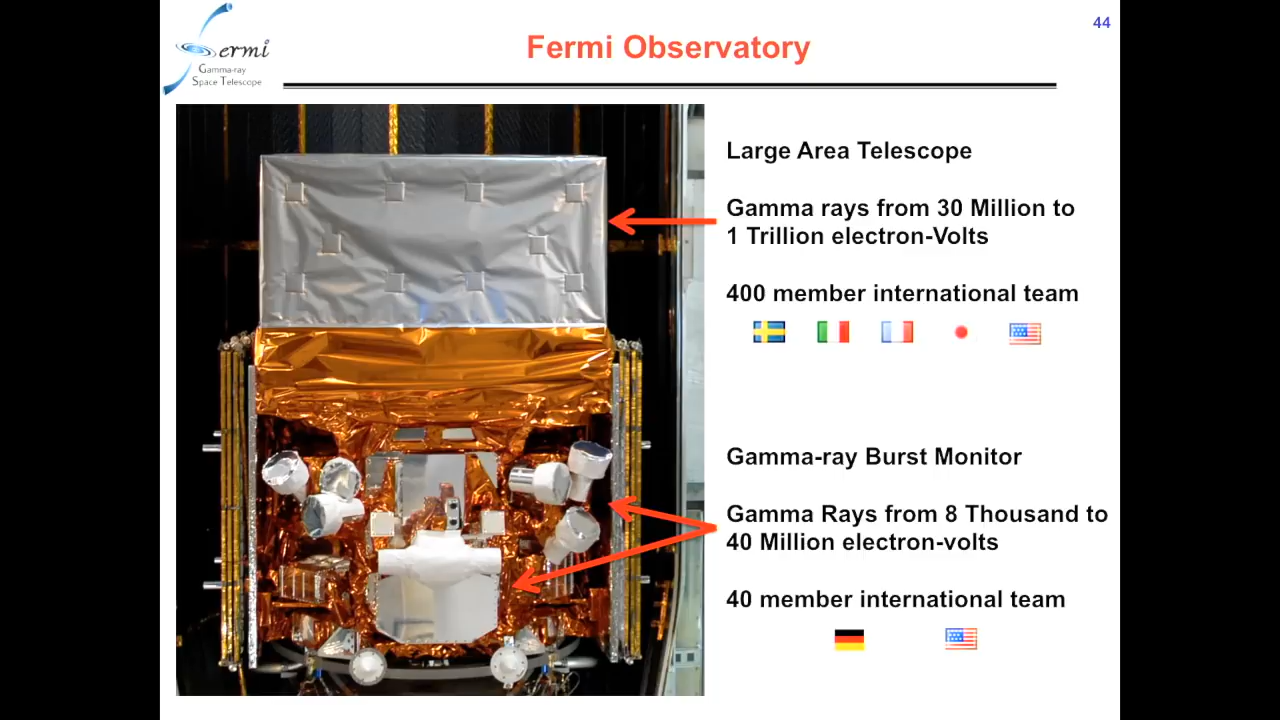 44
Fermi
Gamma-ray
Space Telescope
Fermi Observatory
Large Area Telescope
Gamma rays from 30 Million to
1 Trillion electron-Volts
400 member international team
Gamma-ray Burst Monitor
Gamma Rays from 8 Thousand to
40 Million electron-volts
40 member international team